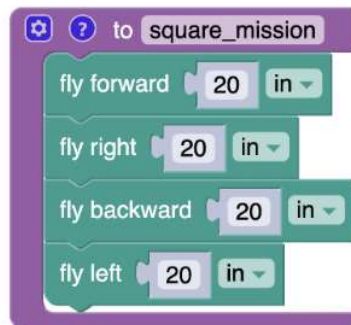 ? to square_mission
fly forward 20 in
fly right 20 in
fly backward 20 in
fly left 20 in